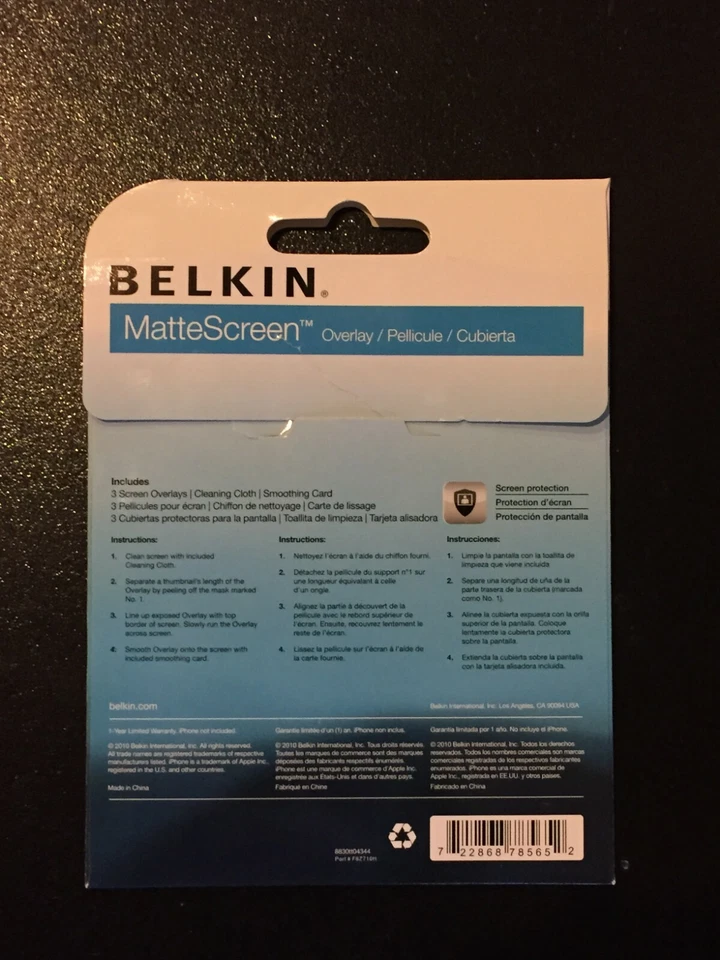 BELKIN®
MatteScreen™ Overlay / Pellicule / Cubierta
Includes
3 Screen Overlays | Cleaning Cloth | Smoothing Card
3 Pellicules pour écran | Chiffon de nettoyage | Carte de lissage
3 Cubiertas protectoras para la pantalla | Toallita de limpieza | Tarjeta alisadora
Screen protection
Protection d'écran
Protección de pantalla
Instructions:
1. Clean screen with included
Cleaning Cloth.
2. Separate a thumbnail's length of the
Overlay by peeling off the mask marked
No. 1.
3. Line up exposed Overlay with top
border of screen. Slowly run the Overlay
across screen.
4. Smooth Overlay onto the screen with
included smoothing card.
Instructions:
1. Nettoyez l'écran à l'aide du chiffon fourni.
2. Détachez la pellicule du support n°1 sur
une longueur équivalant à celle
d'un ongle.
3. Alignez la partie à découvert de la
pellicule avec le rebord supérieur de
l'écran. Ensuite, recouvrez lentement le
reste de l'écran.
4. Lissez la pellicule sur l'écran à l'aide de
la carte fournie.
Instrucciones:
1. Limpie la pantalla con la toallita de
limpieza que viene incluida
2. Separe una longitud de uña de la
parte trasera de la cubierta (marcada
como No. 1).
3. Alinee la cubierta expuesta con la orilla
superior de la pantalla. Coloque
lentamente la cubierta protectora
sobre la pantalla
4. Extienda la cubierta sobre la pantalla
con la tarjeta alisadora incluida.
belkin.com
Belkin International, Inc. Los Angeles, CA 90094 USA
1-Year Limited Warranty. iPhone not included.
© 2010 Belkin International, Inc. All rights reserved.
All trade names are registered trademarks of respective
manufacturers listed. iPhone is a trademark of Apple Inc.,
registered in the U.S. and other countries.
Made in China
Garantie limitée d'un (1) an. iPhone non inclus.
© 2010 Belkin International, Inc. Tous droits réservés.
Toutes les marques de commerce sont des marques
déposées des fabricants respectifs énumérés.
iPhone est une marque de commerce d'Apple Inc.
enregistrée aux États-Unis et dans d'autres pays.
Fabriqué en Chine
Garantía limitada por 1 año. No incluye el iPhone.
© 2010 Belkin International, Inc. Todos los derechos
reservados. Todos los nombres comerciales son marcas
comerciales registradas de los respectivos fabricantes
enumerados. iPhone es una marca comercial de
Apple Inc., registrada en EE.UU. y otros países.
Fabricado en China
8830tt04344
Part # F8Z719tt
7 22868 78565 2